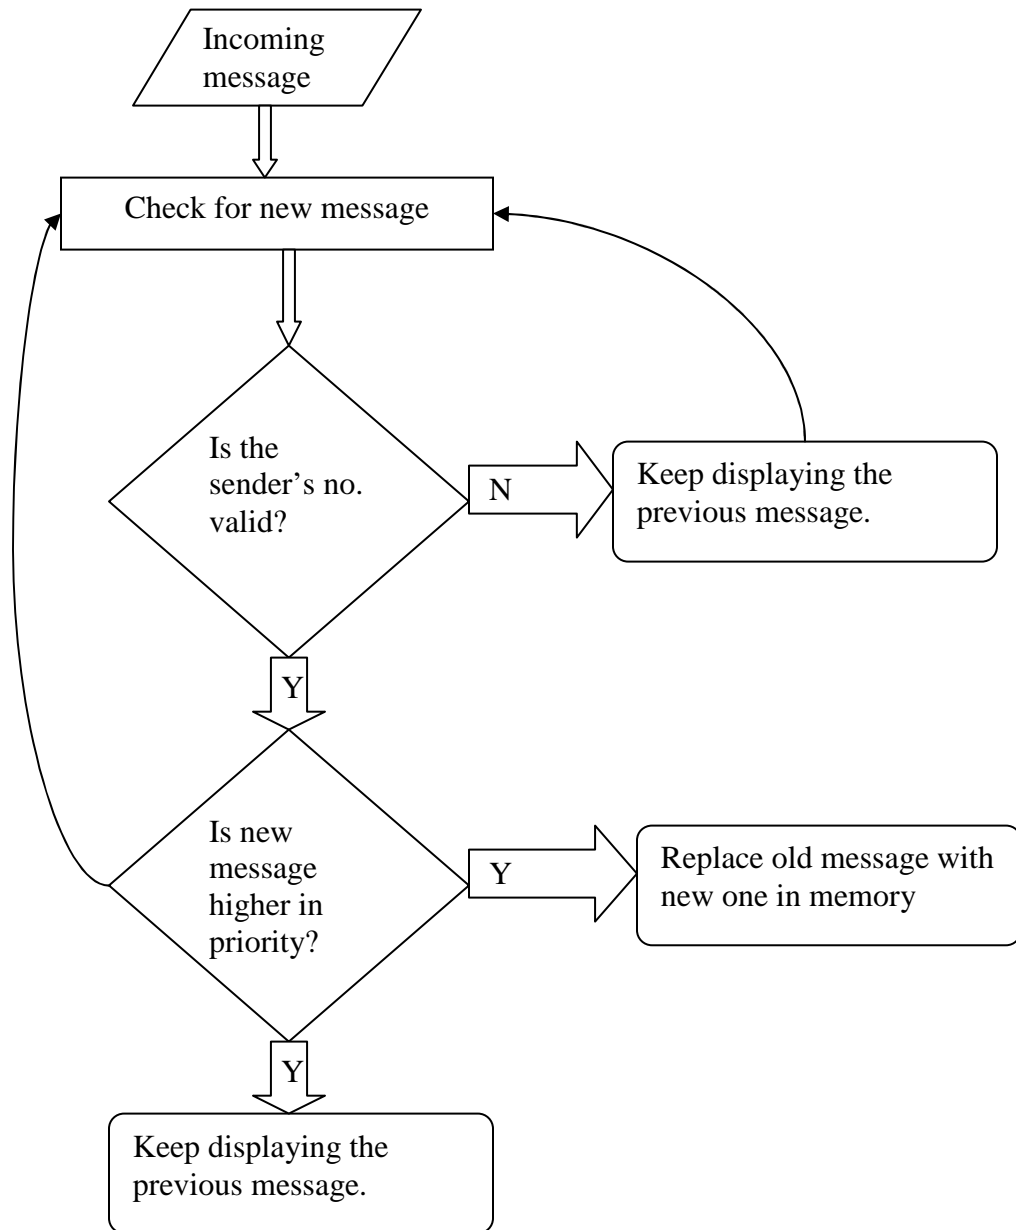 Incoming
message
Check for new message
Is the
sender’s no.
valid?
N
Keep displaying the
previous message.
Y
Is new
message
higher in
priority?
Y
Replace old message with
new one in memory
Y
Keep displaying the
previous message.